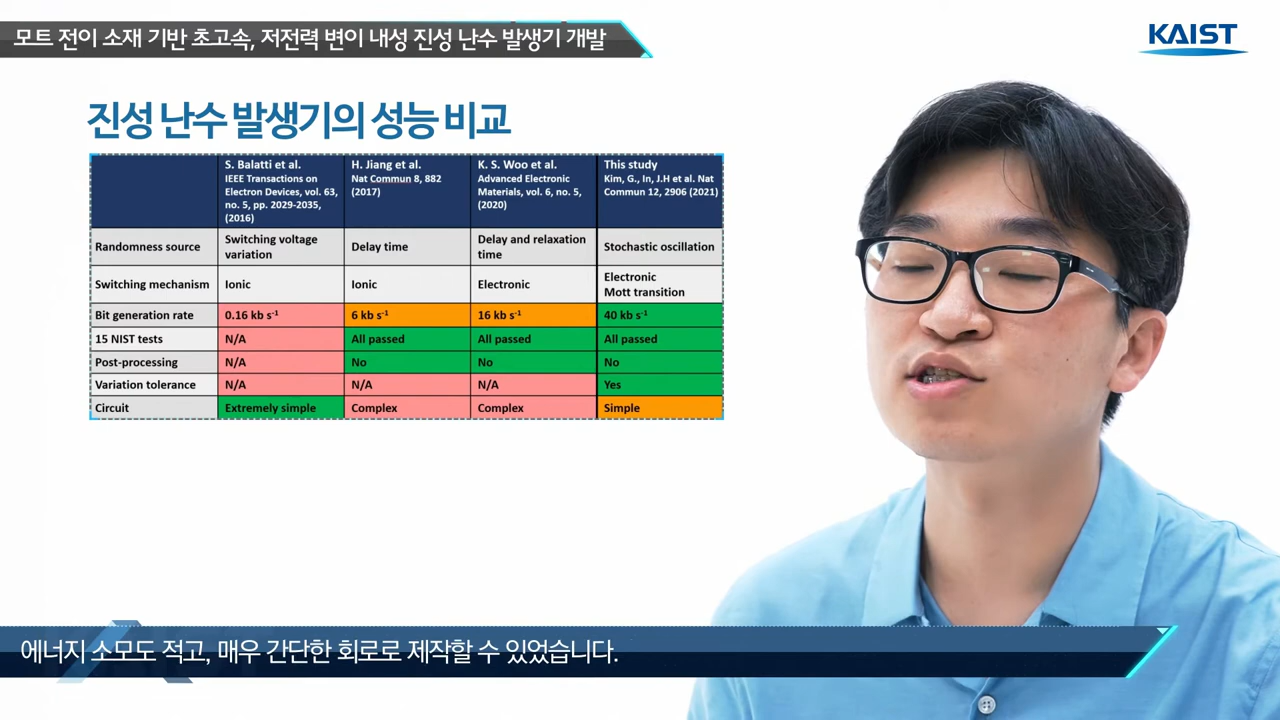 모트 전이 소재 기반 초고속, 저전력 변이 내성 진성 난수 발생기 개발
KAIST
진성 난수 발생기의 성능 비교
S. Balatti et al.
IEEE Transactions on
Electron Devices, vol. 63,
no. 5, pp. 2029-2035,
(2016)
H. Jiang et al.
Nat Commun 8, 882
(2017)
K. S. Woo et al.
Advanced Electronic
Materials, vol. 6, no. 5,
(2020)
This study
Kim, G., In, J.H et al. Nat
Commun 12, 2906 (2021)
Randomness source
Switching voltage
variation
Delay time
Delay and relaxation
time
Stochastic oscillation
Switching mechanism
Ionic
Ionic
Electronic
Electronic
Mott transition
Bit generation rate
0.16 kb s⁻¹
6 kb s⁻¹
16 kb s⁻¹
40 kb s⁻¹
15 NIST tests
N/A
All passed
All passed
All passed
Post-processing
N/A
No
No
No
Variation tolerance
N/A
N/A
N/A
Yes
Circuit
Extremely simple
Complex
Complex
Simple
에너지 소모도 적고, 매우 간단한 회로로 제작할 수 있었습니다.